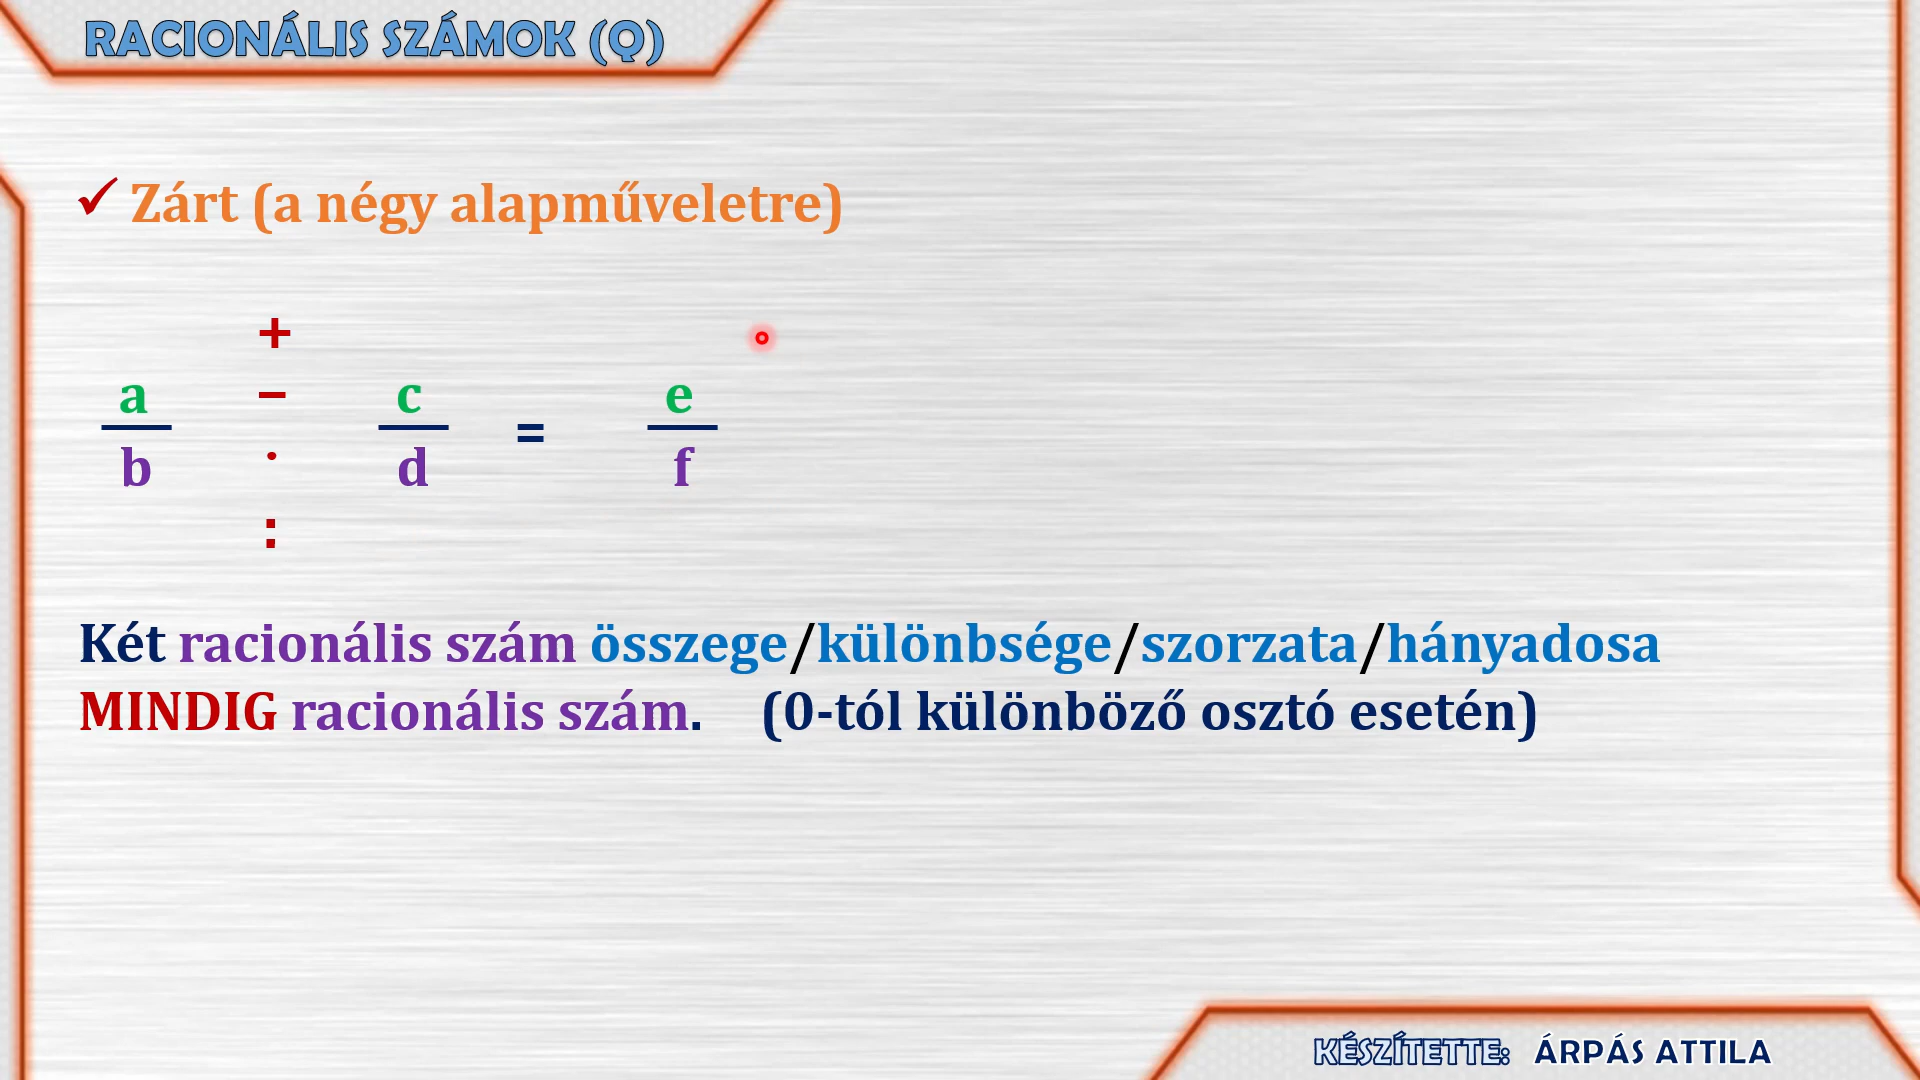 RACIONÁLIS SZÁMOK (Q)
✓ Zárt (a négy alapműveletre)
+
a − c e
— — = —
b · d f
:
Két racionális szám összege/különbsége/szorzata/hányadosa
MINDIG racionális szám. (0-tól különböző osztó esetén)
KÉSZÍTETTE: ÁRPÁS ATTILA